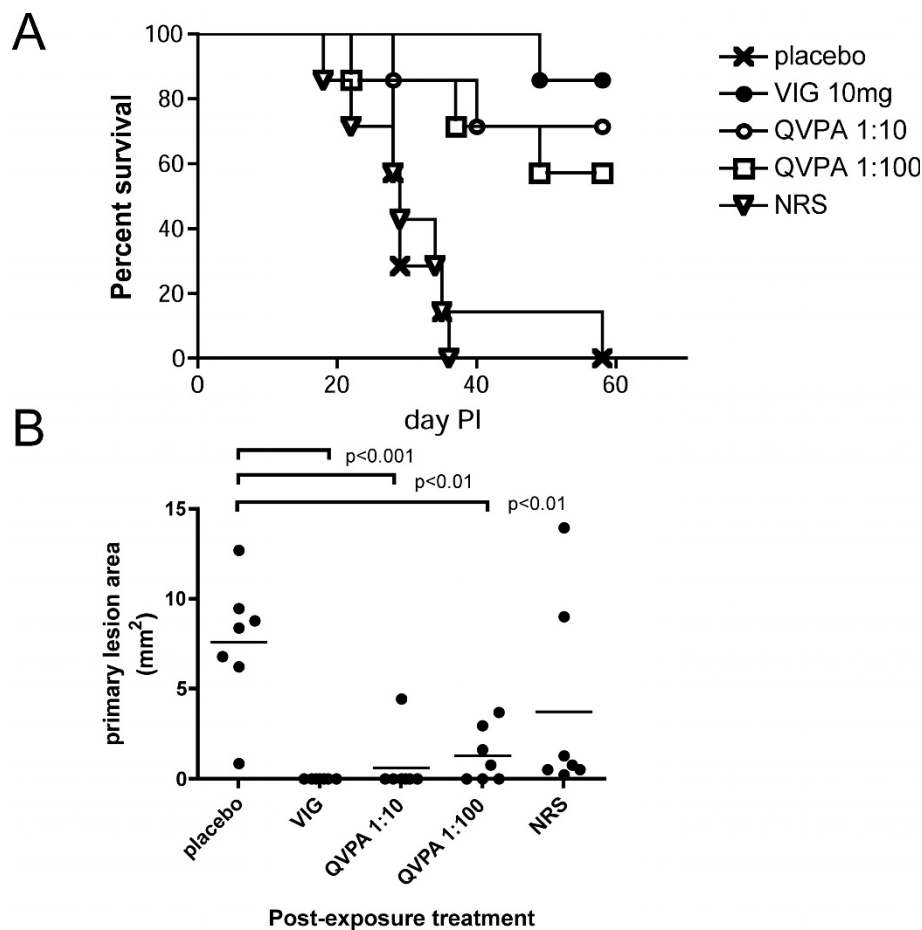 A
100
80
60
40
20
0
Percent survival
0 20 40 60
day PI
placebo
VIG 10mg
QVPA 1:10
QVPA 1:100
NRS
B
p<0.001
p<0.01
p<0.01
15
10
5
0
primary lesion area
(mm²)
placebo
VIG
QVPA 1:10
QVPA 1:100
NRS
Post-exposure treatment